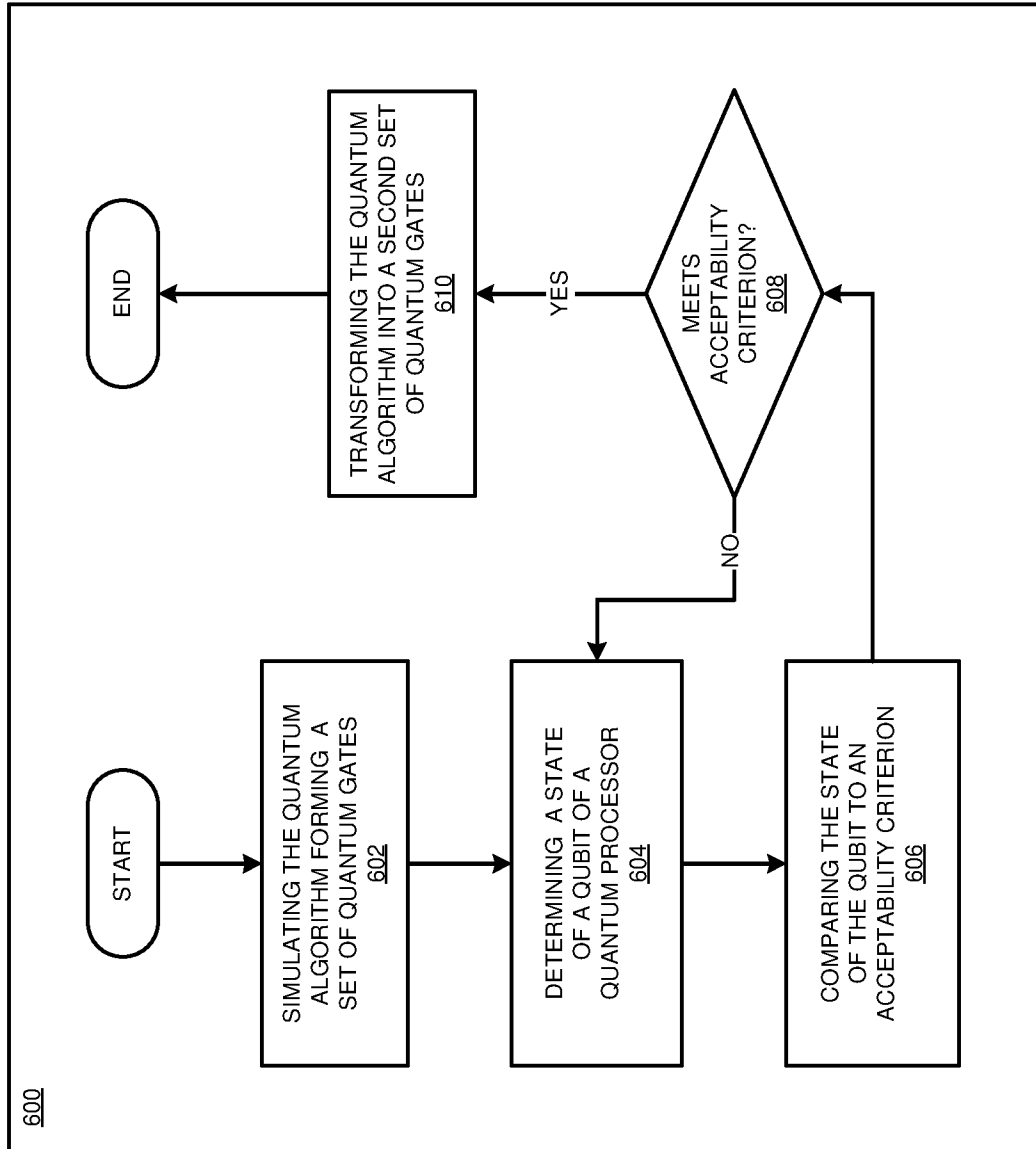 600
START
SIMULATING THE QUANTUM
ALGORITHM FORMING A
SET OF QUANTUM GATES
602
DETERMINING A STATE
OF A QUBIT OF A
QUANTUM PROCESSOR
604
COMPARING THE STATE
OF THE QUBIT TO AN
ACCEPTABILITY CRITERION
606
MEETS
ACCEPTABILITY
CRITERION?
608
NO
YES
TRANSFORMING THE QUANTUM
ALGORITHM INTO A SECOND SET
OF QUANTUM GATES
610
END